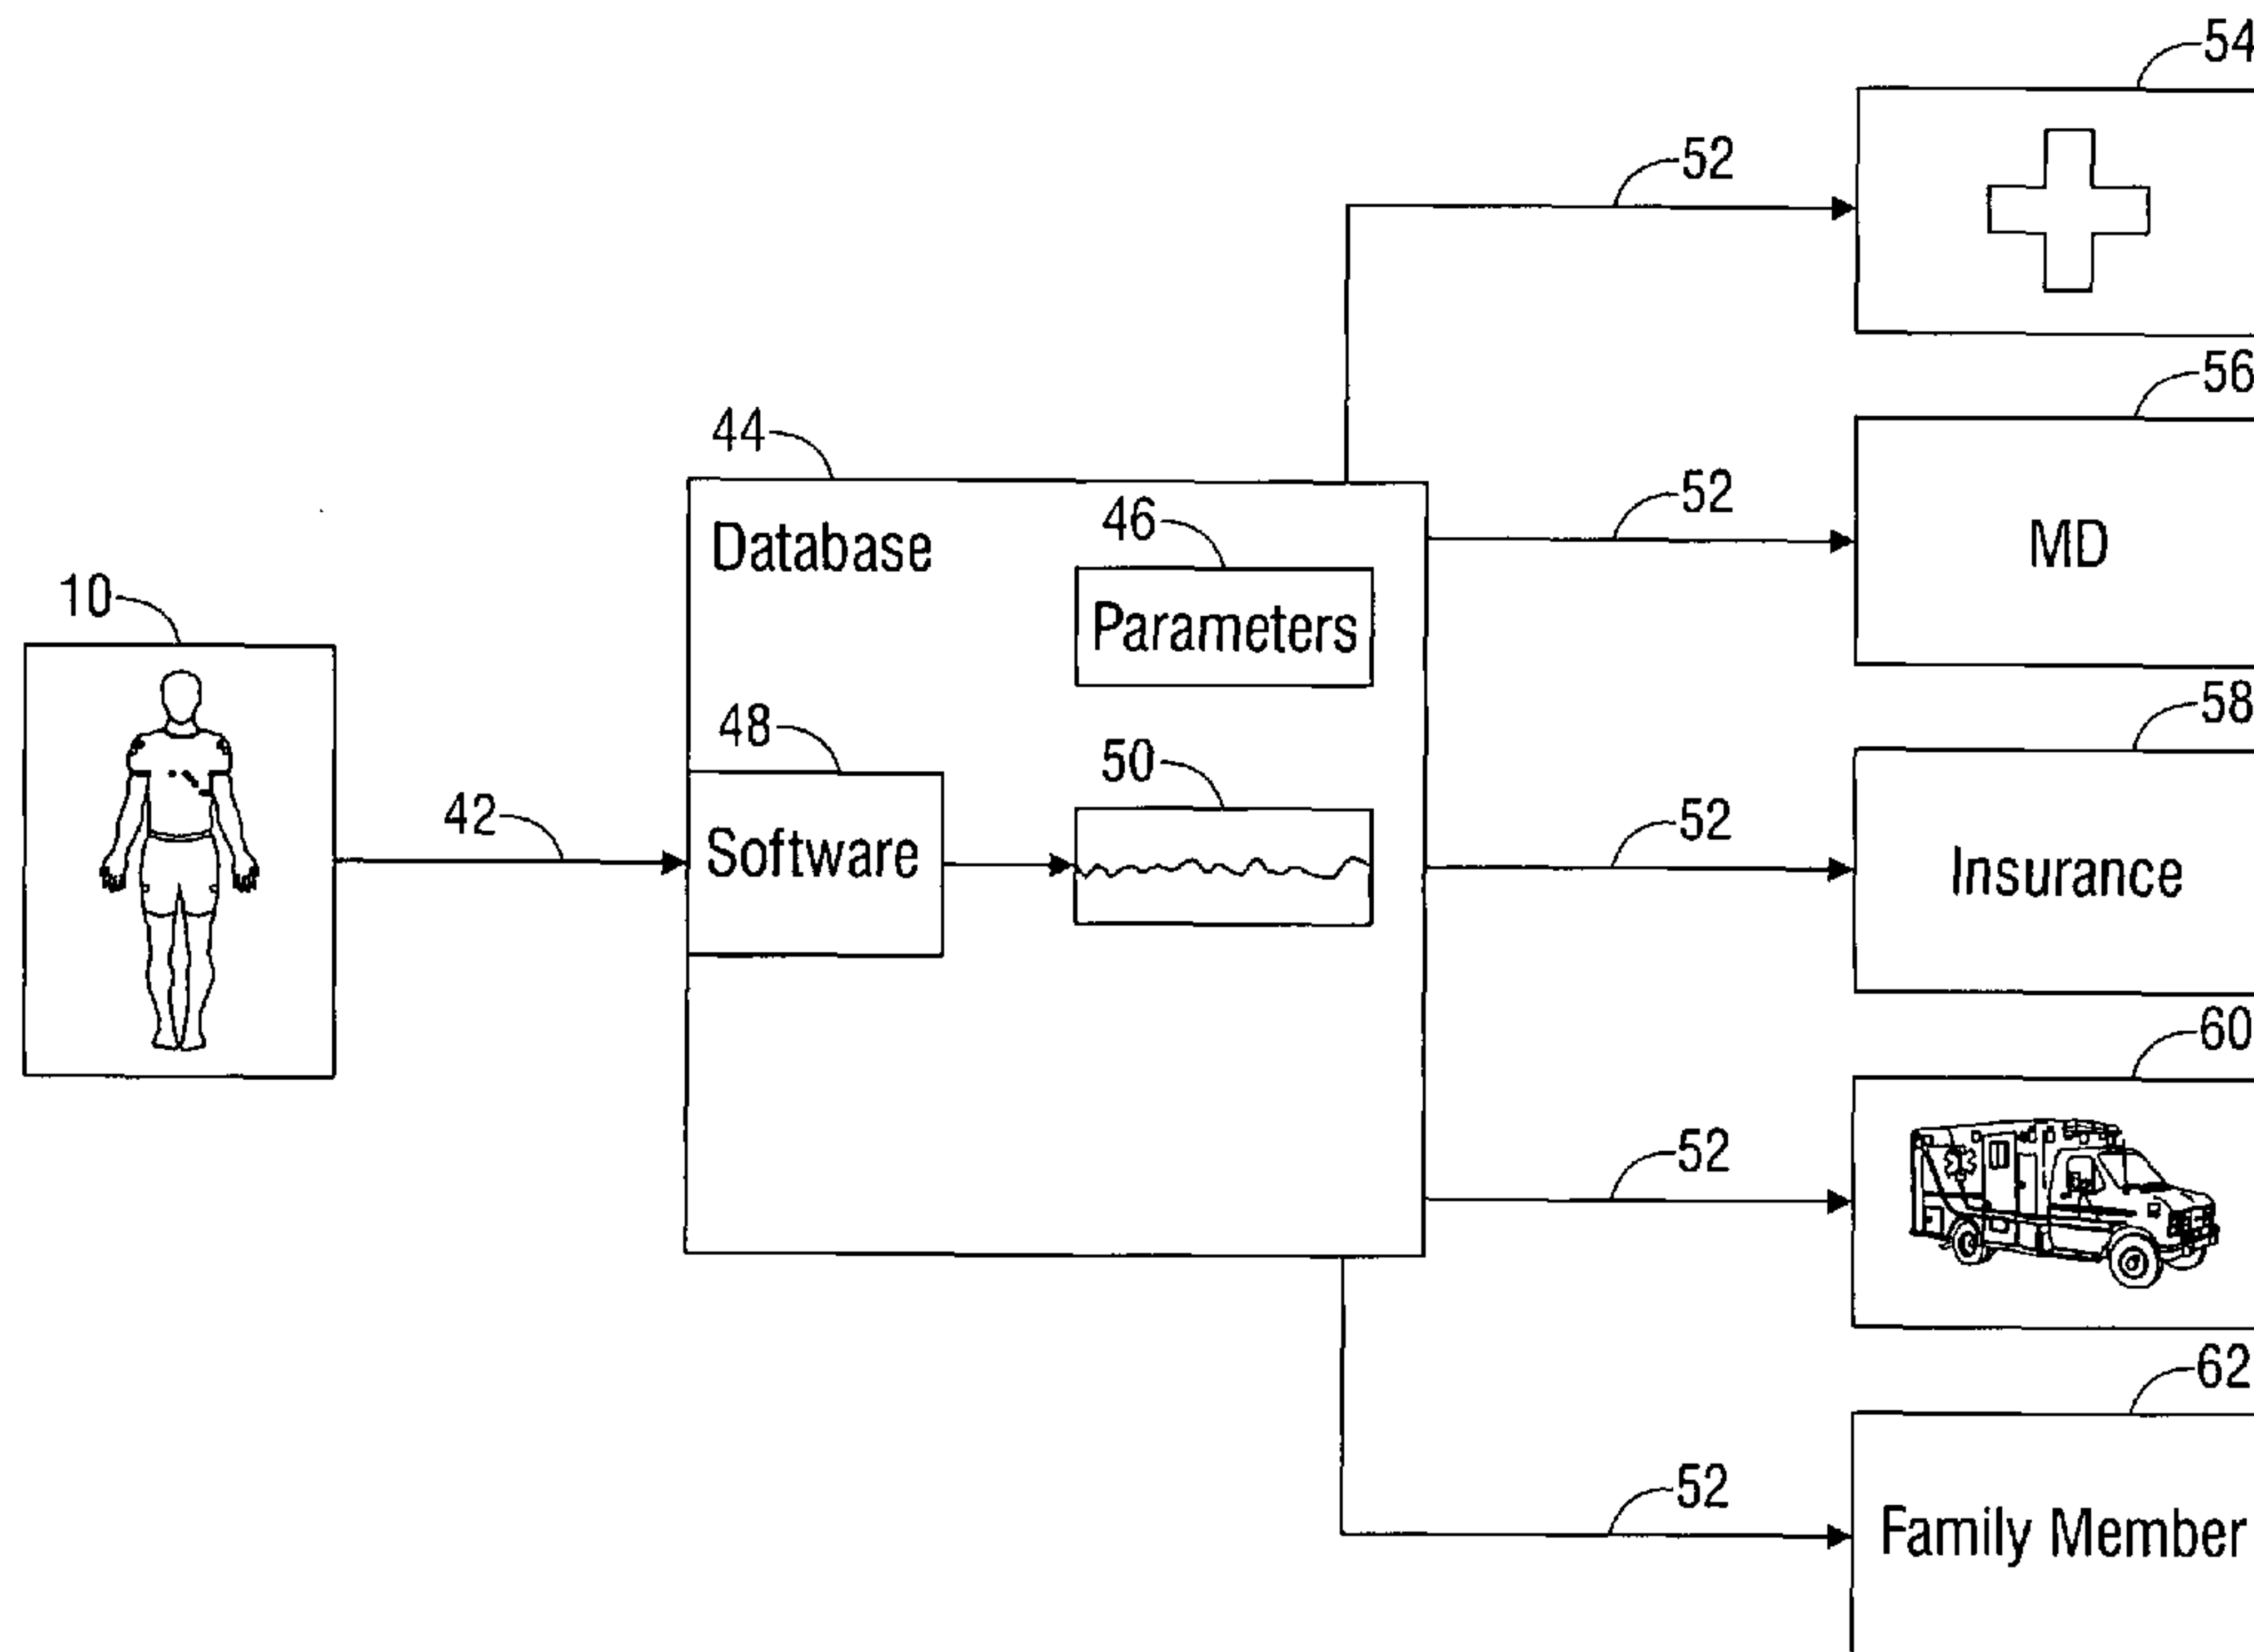 54
52
56
44
52
46
Database
MD
10
Parameters
58
48
50
42
52
Software
Insurance
60
52
62
52
Family Member